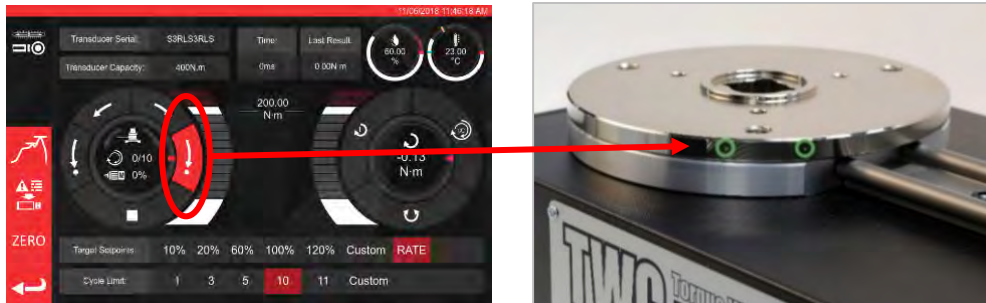 11/06/2018 11:46:18 AM
Transducer Serial: S3RLS3RLS Time: Last Result
Transducer Capacity: 400N.m 0ms 0.00N.m
60.00
%
23.00
°C
200.00
N·m
0/10
0%
-0.13
N·m
ZERO
Target Setpoints: 10% 20% 60% 100% 120% Custom RATE
Cycle Limit: 1 3 5 10 11 Custom
TWC